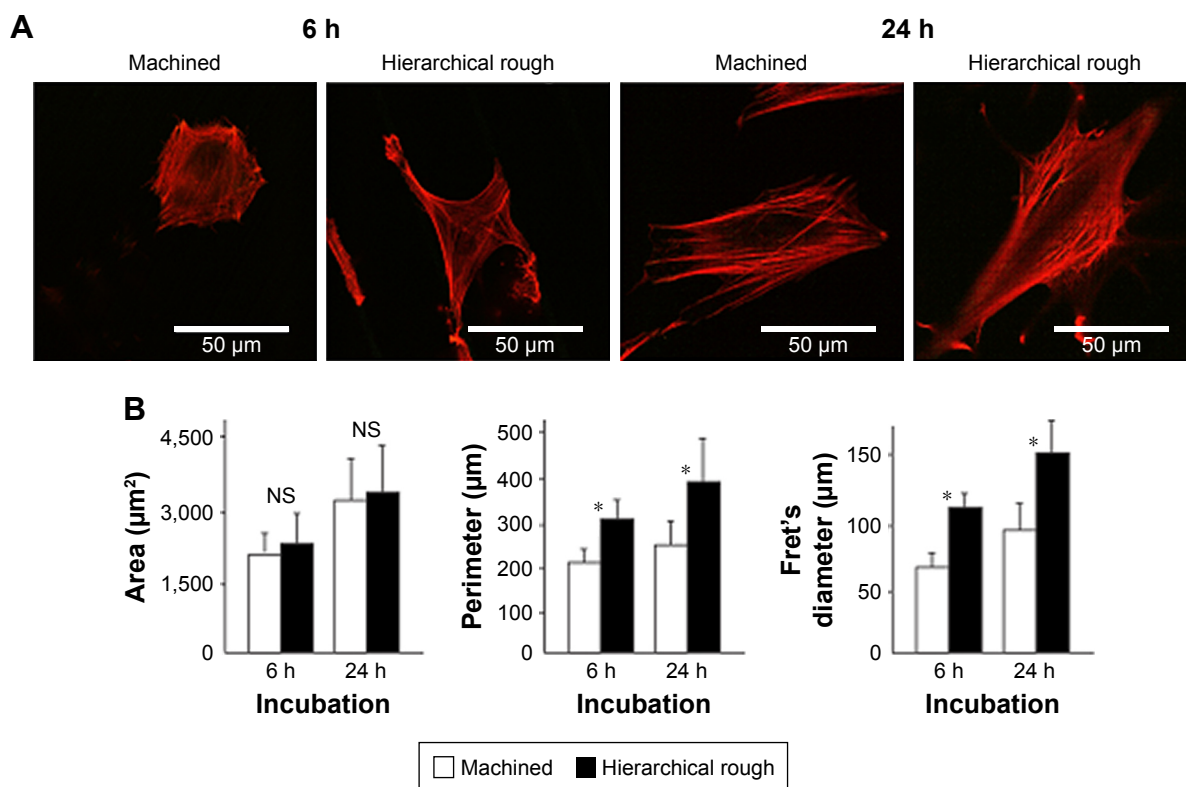 A
6 h
24 h
Machined
Hierarchical rough
Machined
Hierarchical rough
50 µm
50 µm
50 µm
50 µm
B
Area (µm²)
4,500
3,000
1,500
0
NS
NS
6 h
24 h
Incubation
Perimeter (µm)
500
400
300
200
100
0
*
*
6 h
24 h
Incubation
Fret's
diameter (µm)
150
100
50
0
*
*
6 h
24 h
Incubation
Machined
Hierarchical rough